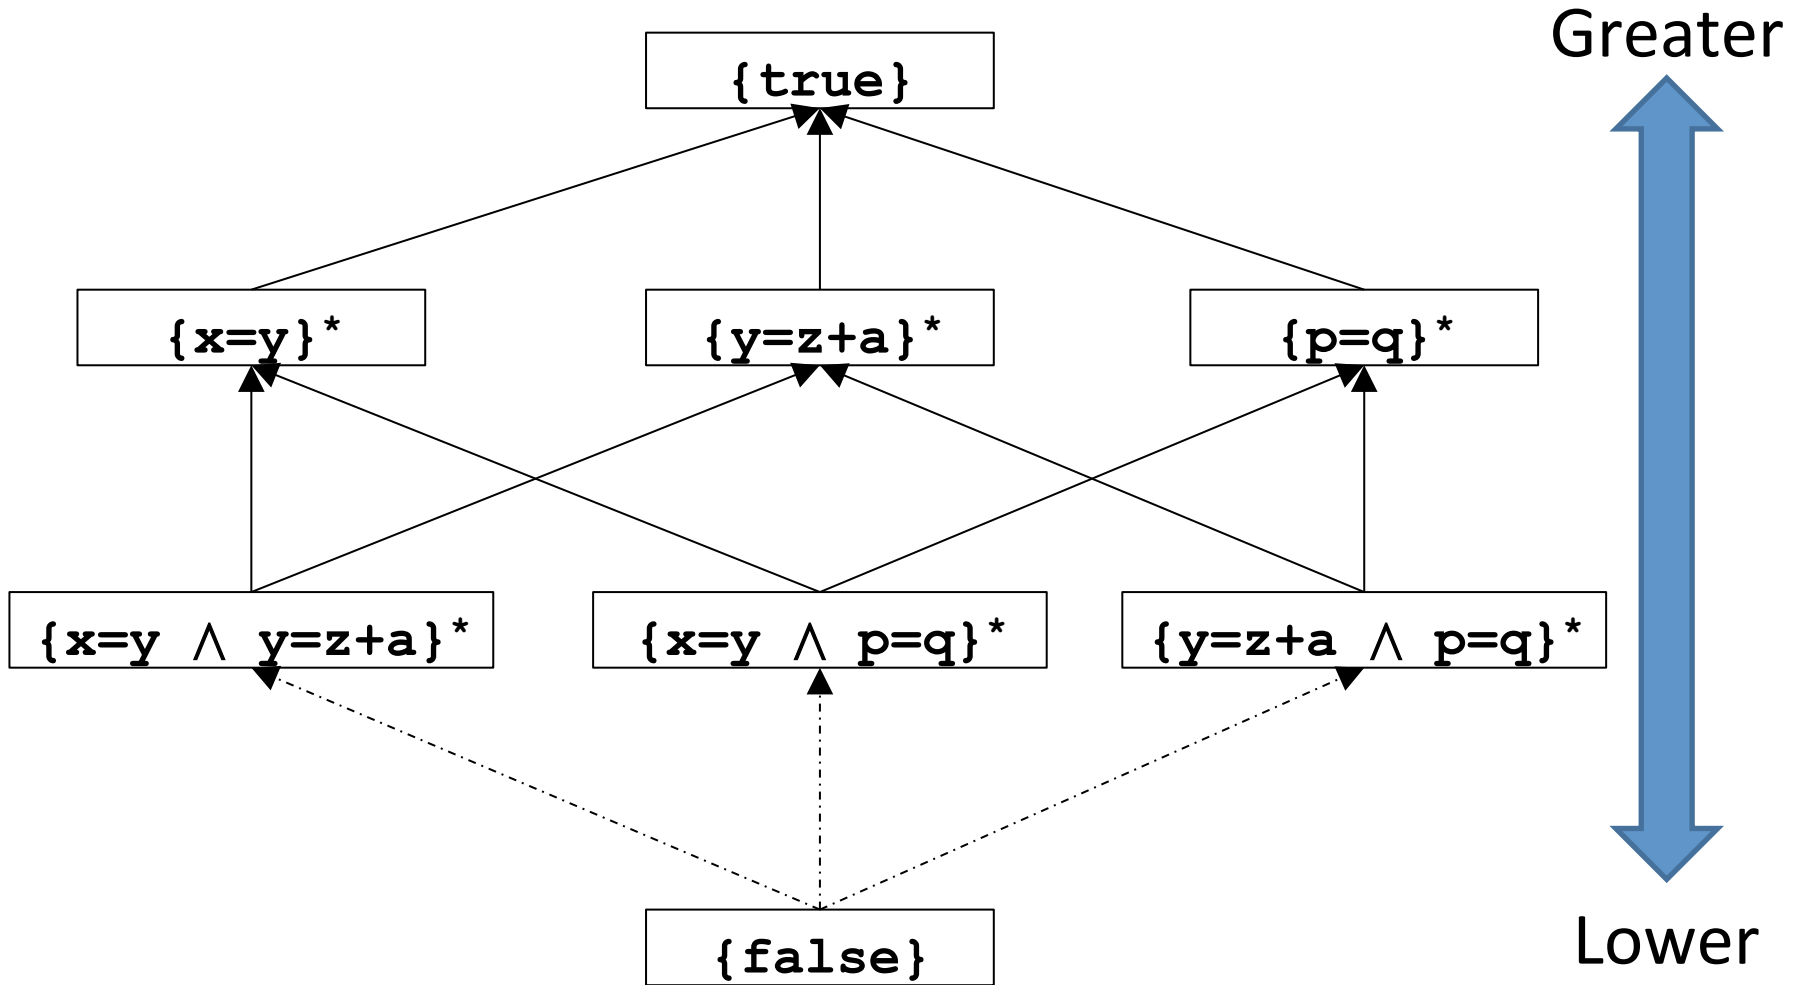 Greater
{true}
{x=y}*
{y=z+a}*
{p=q}*
{x=y ∧ y=z+a}*
{x=y ∧ p=q}*
{y=z+a ∧ p=q}*
{false}
Lower